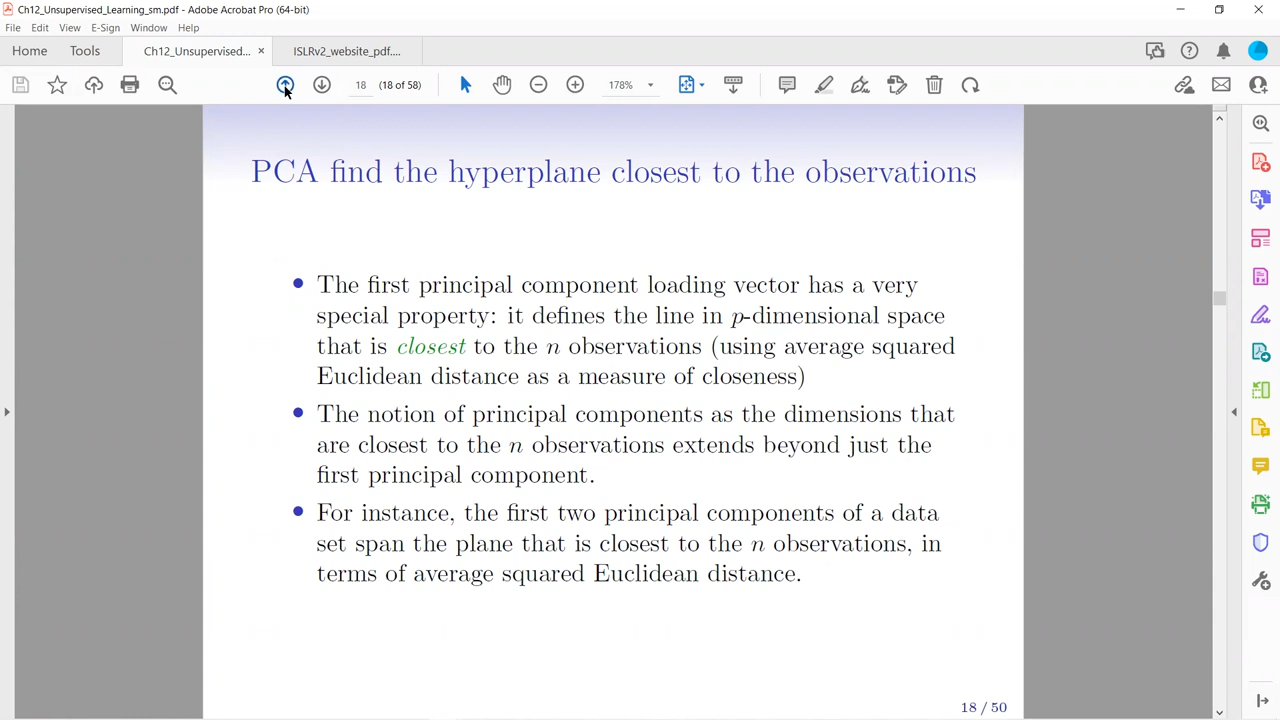 Ch12_Unsupervised_Learning_sm.pdf - Adobe Acrobat Pro (64-bit)
File Edit View E-Sign Window Help
Home Tools Ch12_Unsupervised... × ISLRv2_website_pdf....
18 (18 of 58) 178%
PCA find the hyperplane closest to the observations
• The first principal component loading vector has a very
special property: it defines the line in p-dimensional space
that is closest to the n observations (using average squared
Euclidean distance as a measure of closeness)
• The notion of principal components as the dimensions that
are closest to the n observations extends beyond just the
first principal component.
• For instance, the first two principal components of a data
set span the plane that is closest to the n observations, in
terms of average squared Euclidean distance.
18 / 50